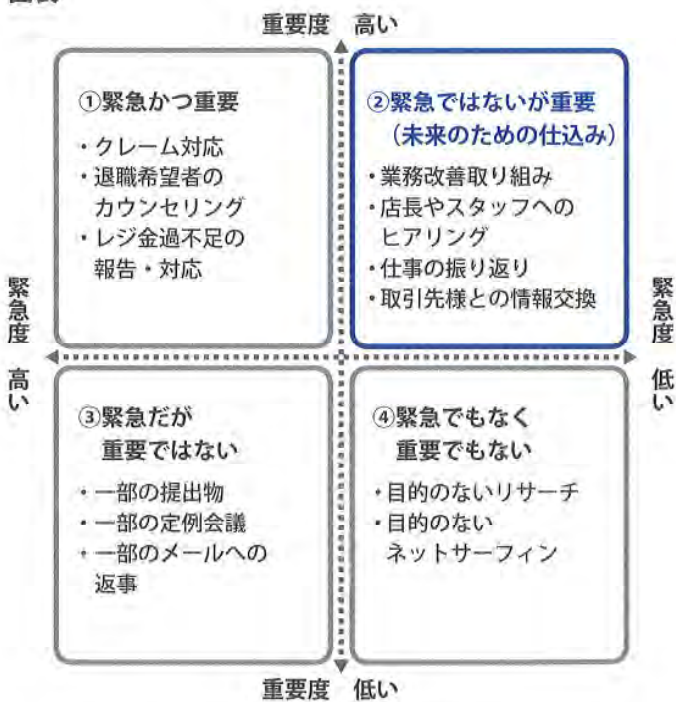 重要度 高い
①緊急かつ重要
・クレーム対応
・退職希望者の
カウンセリング
・レジ金過不足の
報告・対応
②緊急ではないが重要
（未来のための仕込み）
・業務改善取り組み
・店長やスタッフへの
ヒアリング
・仕事の振り返り
・取引先様との情報交換
緊急度 高い
緊急度 低い
③緊急だが
重要ではない
・一部の提出物
・一部の定例会議
・一部のメールへの
返事
④緊急でもなく
重要でもない
・目的のないリサーチ
・目的のない
ネットサーフィン
重要度 低い